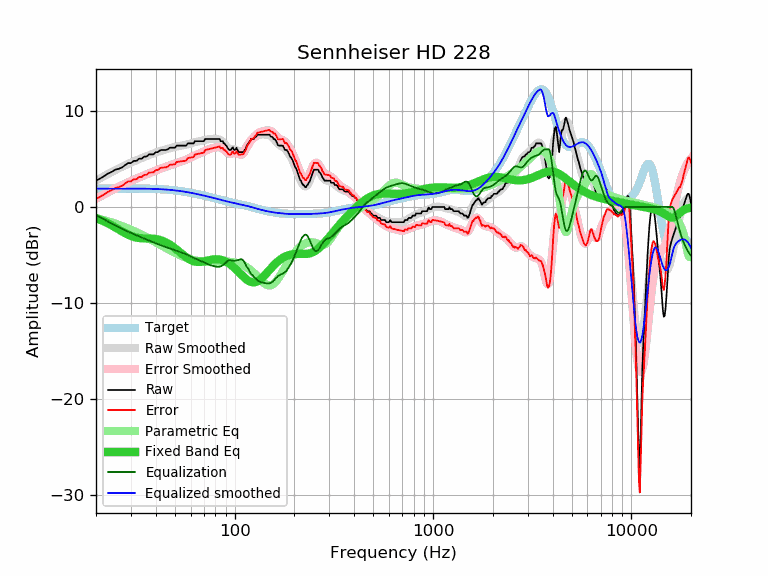 Sennheiser HD 228
Amplitude (dBr)
10
0
−10
−20
−30
Target
Raw Smoothed
Error Smoothed
Raw
Error
Parametric Eq
Fixed Band Eq
Equalization
Equalized smoothed
100
1000
10000
Frequency (Hz)